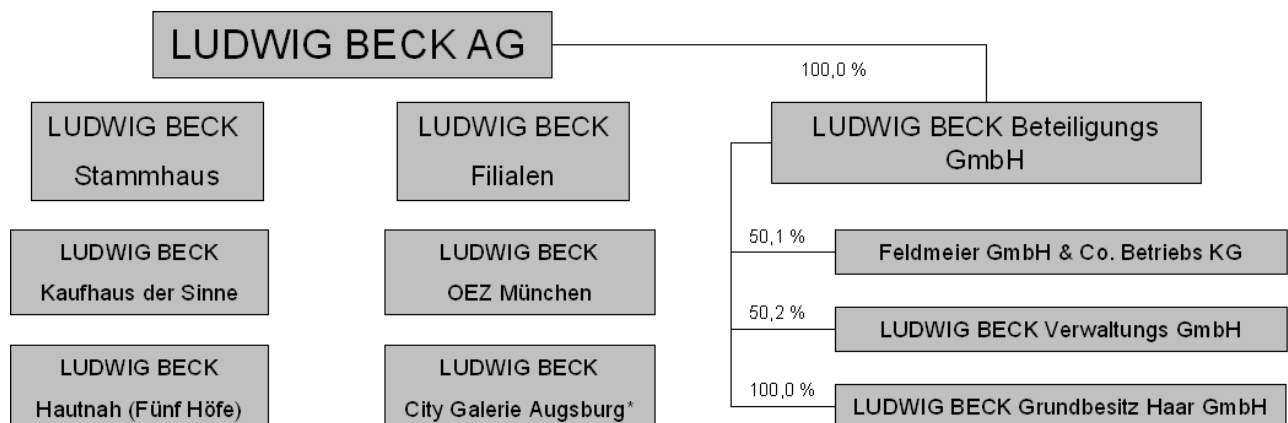 LUDWIG BECK AG
100,0 %
LUDWIG BECK
Stammhaus
LUDWIG BECK
Filialen
LUDWIG BECK Beteiligungs
GmbH
LUDWIG BECK
Kaufhaus der Sinne
LUDWIG BECK
OEZ München
50,1 %
Feldmeier GmbH & Co. Betriebs KG
50,2 %
LUDWIG BECK Verwaltungs GmbH
LUDWIG BECK
Hautnah (Fünf Höfe)
LUDWIG BECK
City Galerie Augsburg*
100,0 %
LUDWIG BECK Grundbesitz Haar GmbH